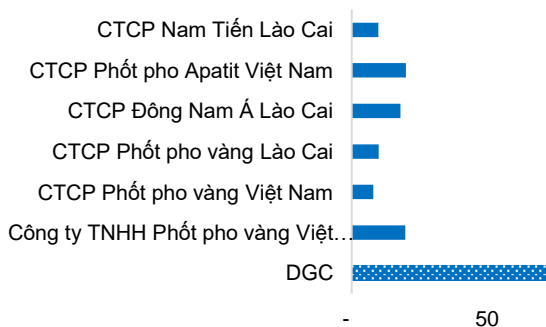 CTCP Nam Tiến Lào Cai
CTCP Phốt pho Apatit Việt Nam
CTCP Đông Nam Á Lào Cai
CTCP Phốt pho vàng Lào Cai
CTCP Phốt pho vàng Việt Nam
Công ty TNHH Phốt pho vàng Việt…
DGC
- 50